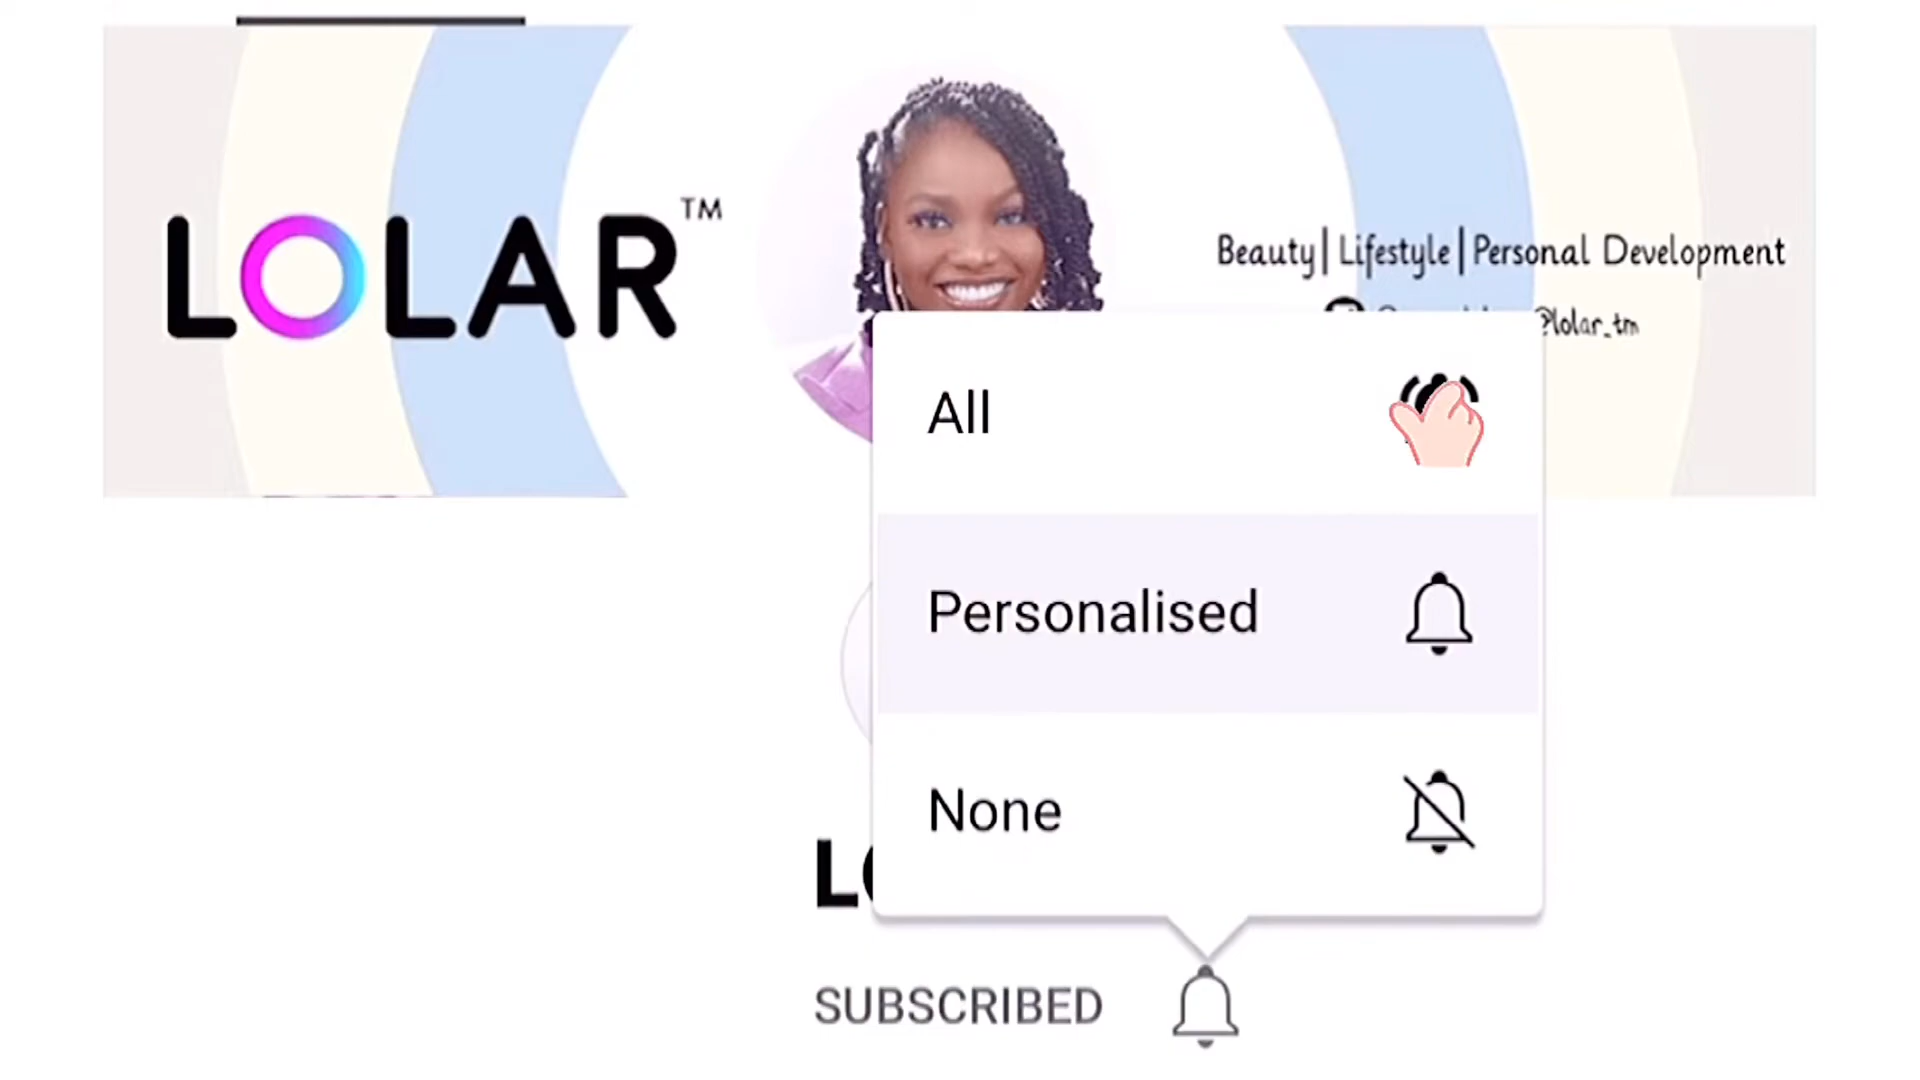 LOLAR™
Beauty| Lifestyle|Personal Development
@lolar_tm
All
Personalised
None
SUBSCRIBED